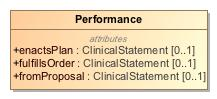 Performance
attributes
+enactsPlan : ClinicalStatement [0..1]
+fulfillsOrder : ClinicalStatement [0..1]
+fromProposal : ClinicalStatement [0..1]